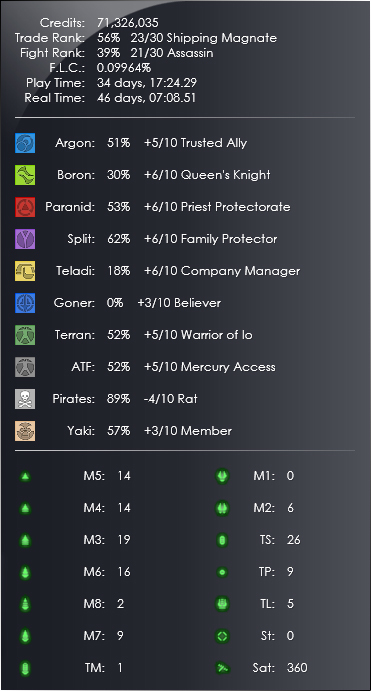 Credits: 71,326,035
Trade Rank: 56% 23/30 Shipping Magnate
Fight Rank: 39% 21/30 Assassin
F.L.C.: 0.09964%
Play Time: 34 days, 17:24.29
Real Time: 46 days, 07:08.51
Argon: 51% +5/10 Trusted Ally
Boron: 30% +6/10 Queen's Knight
Paranid: 53% +6/10 Priest Protectorate
Split: 62% +6/10 Family Protector
Teladi: 18% +6/10 Company Manager
Goner: 0% +3/10 Believer
Terran: 52% +5/10 Warrior of Io
ATF: 52% +5/10 Mercury Access
Pirates: 89% -4/10 Rat
Yaki: 57% +3/10 Member
M5: 14 M1: 0
M4: 14 M2: 6
M3: 19 TS: 26
M6: 16 TP: 9
M8: 2 TL: 5
M7: 9 St: 0
TM: 1 Sat: 360